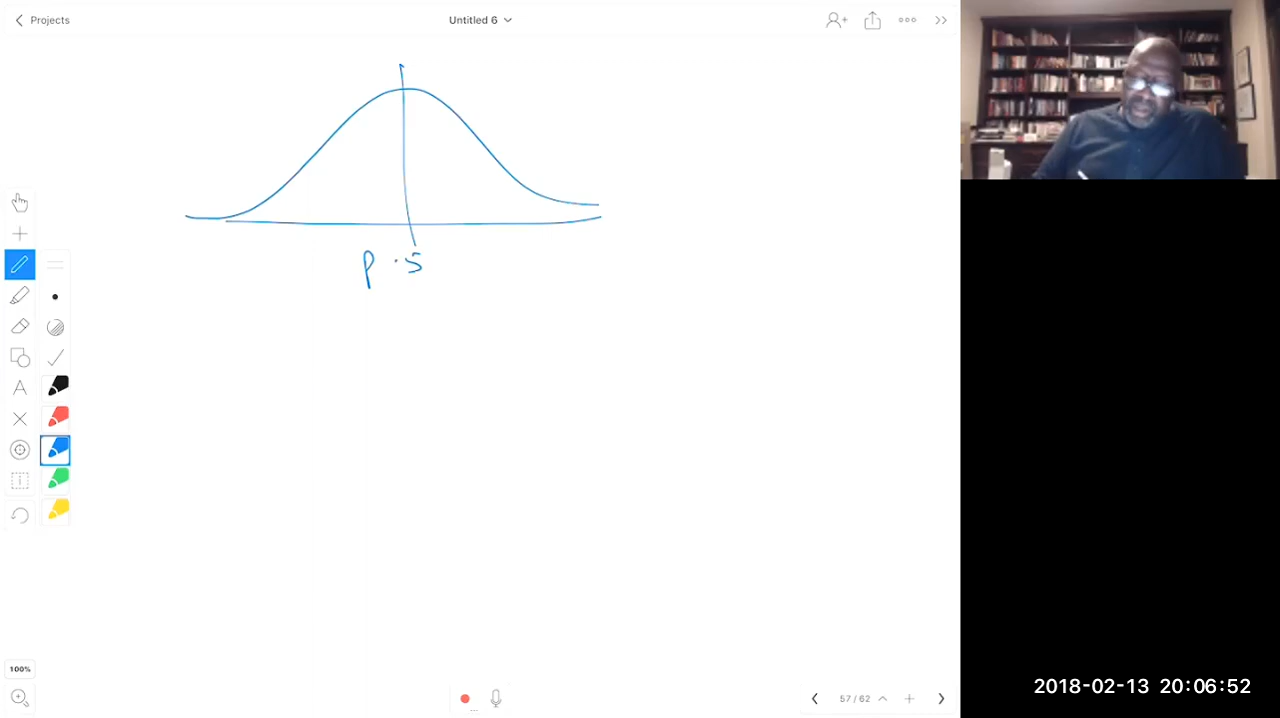 Projects
Untitled 6
p .5
100%
57 / 62
2018-02-13 20:06:52